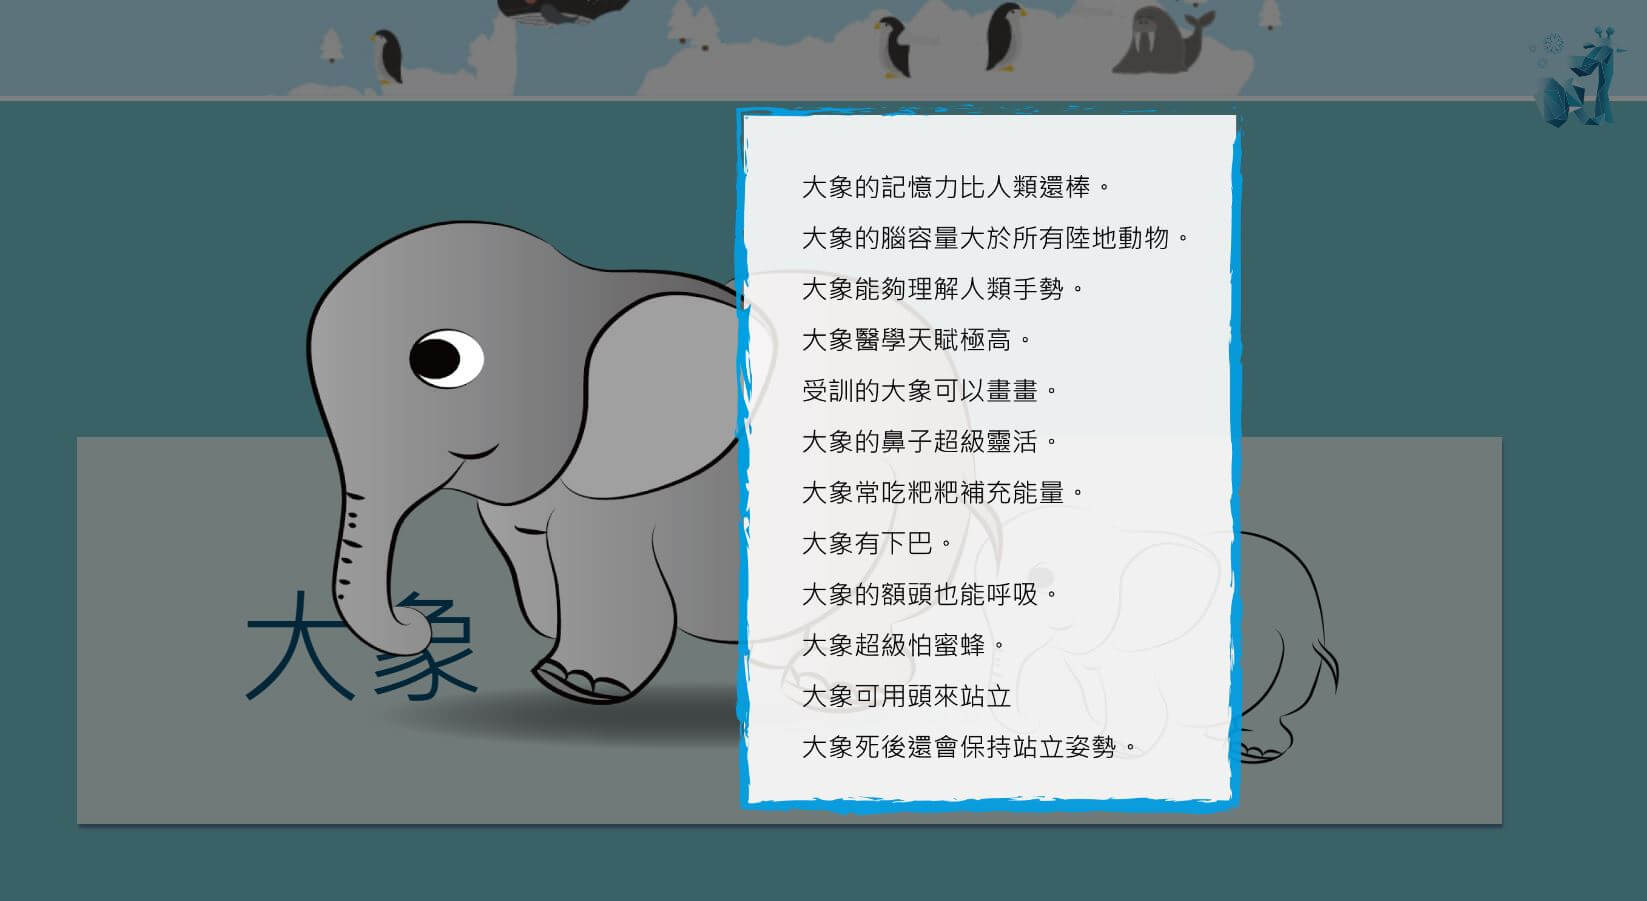 大象的記憶力比人類還棒。
大象的腦容量大於所有陸地動物。
大象能夠理解人類手勢。
大象醫學天賦極高。
受訓的大象可以畫畫。
大象的鼻子超級靈活。
大象常吃粑粑補充能量。
大象有下巴。
大象的額頭也能呼吸。
大象超級怕蜜蜂。
大象可用頭來站立
大象死後還會保持站立姿勢。
大象